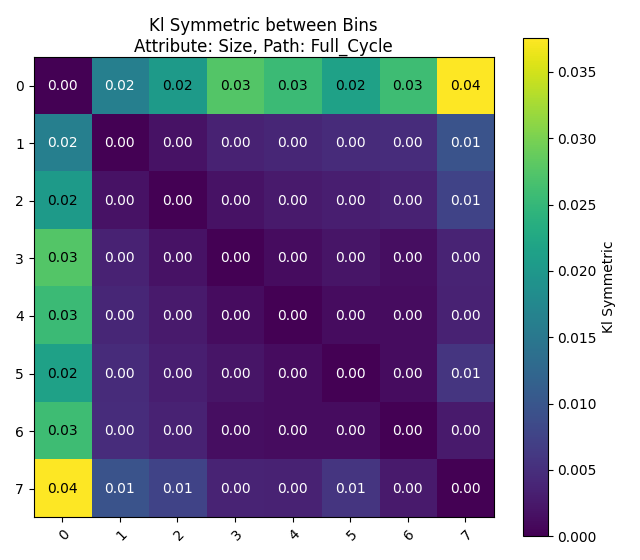 Kl Symmetric between Bins
Attribute: Size, Path: Full_Cycle
0 0.00 0.02 0.02 0.03 0.03 0.02 0.03 0.04
1 0.02 0.00 0.00 0.00 0.00 0.00 0.00 0.01
2 0.02 0.00 0.00 0.00 0.00 0.00 0.00 0.01
3 0.03 0.00 0.00 0.00 0.00 0.00 0.00 0.00
4 0.03 0.00 0.00 0.00 0.00 0.00 0.00 0.00
5 0.02 0.00 0.00 0.00 0.00 0.00 0.00 0.01
6 0.03 0.00 0.00 0.00 0.00 0.00 0.00 0.00
7 0.04 0.01 0.01 0.00 0.00 0.01 0.00 0.00
0 1 2 3 4 5 6 7
0.035
0.030
0.025
0.020
0.015
0.010
0.005
0.000
Kl Symmetric